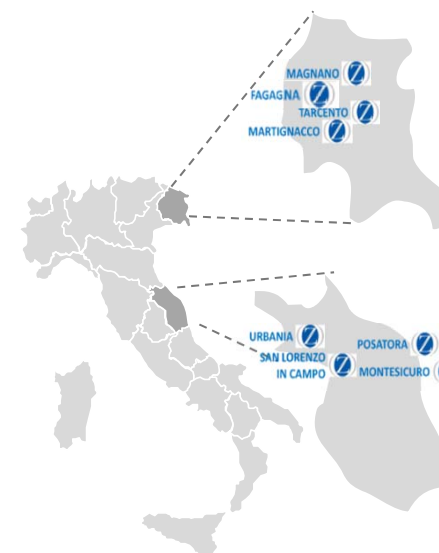 MAGNANO
FAGAGNA
TARCENTO
MARTIGNACCO
URBANIA
POSATORA
SAN LORENZO
IN CAMPO
MONTESICURO